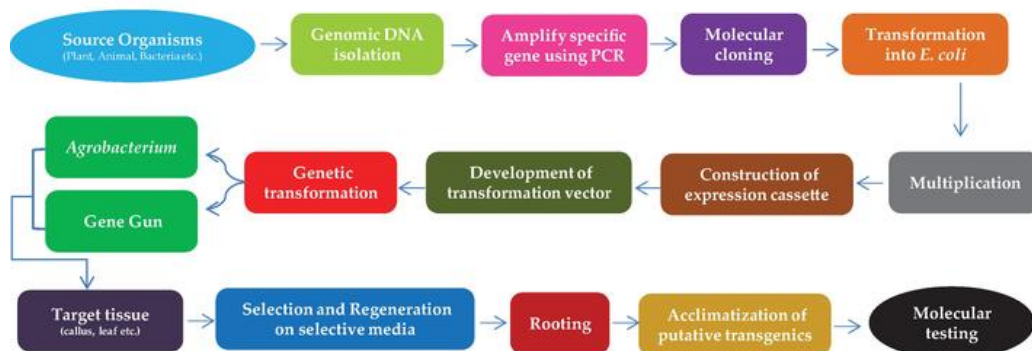 Source Organisms
(Plant, Animal, Bacteria etc.)
Genomic DNA
isolation
Amplify specific
gene using PCR
Molecular
cloning
Transformation
into E. coli
Agrobacterium
Gene Gun
Genetic
transformation
Development of
transformation vector
Construction of
expression cassette
Multiplication
Target tissue
(callus, leaf etc.)
Selection and Regeneration
on selective media
Rooting
Acclimatization of
putative transgenics
Molecular
testing